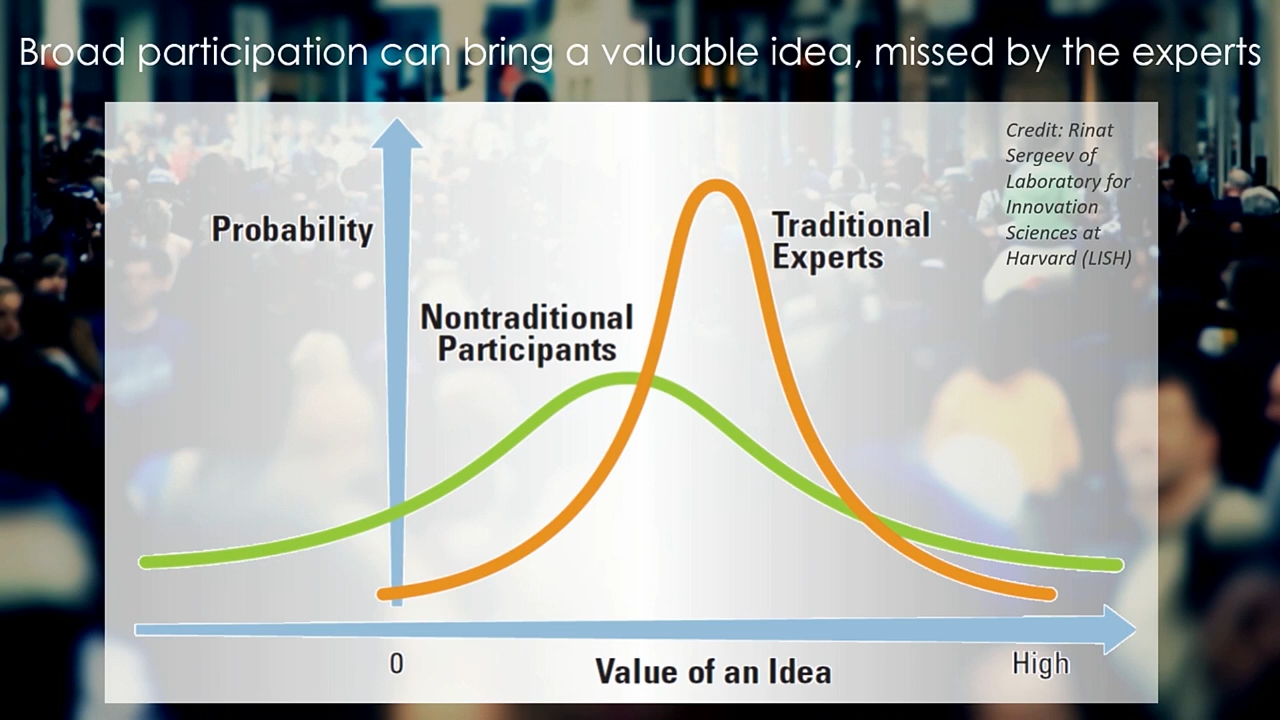 Broad participation can bring a valuable idea, missed by the experts
Credit: Rinat
Sergeev of
Laboratory for
Innovation
Sciences at
Harvard (LISH)
Probability
Traditional
Experts
Nontraditional
Participants
0
High
Value of an Idea